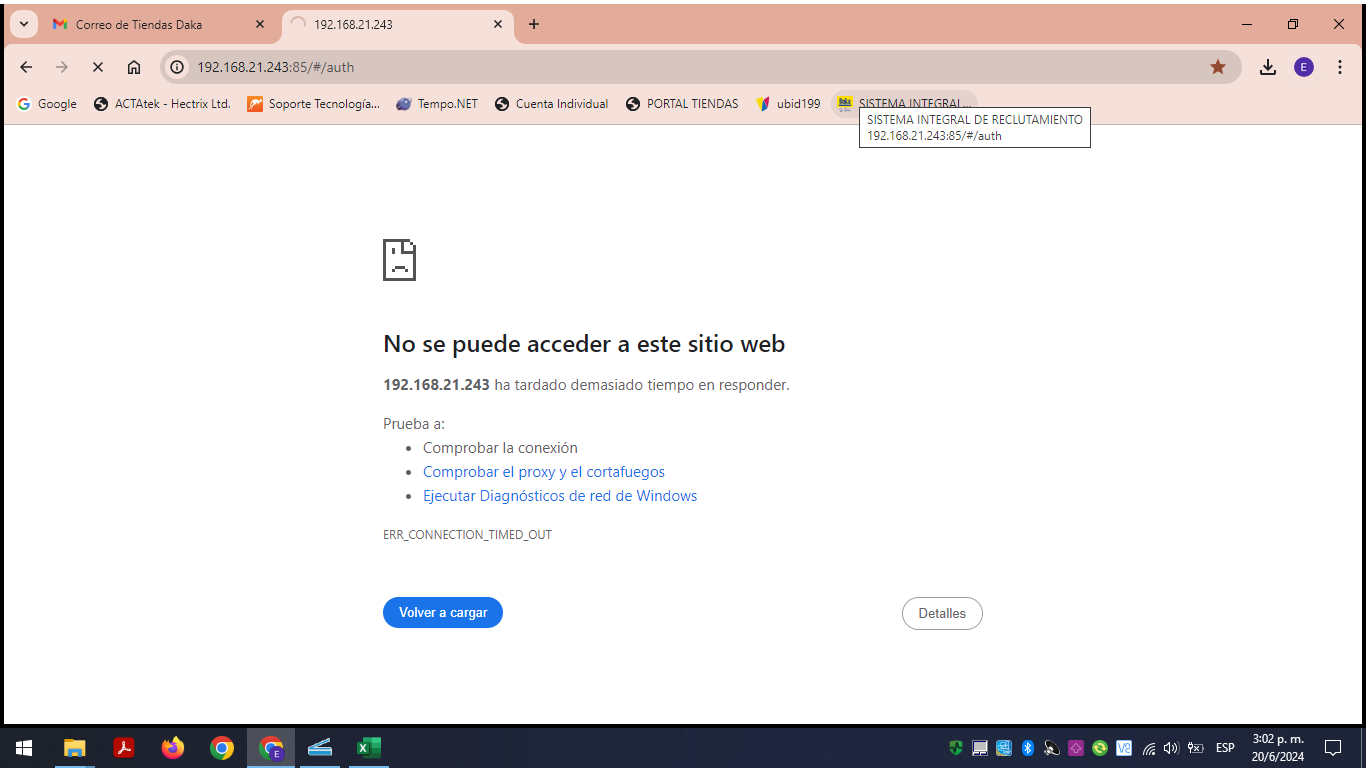 Correo de Tiendas Daka
192.168.21.243
192.168.21.243:85/#/auth
E
Google
ACTAtek - Hectrix Ltd.
Soporte Tecnología...
Tempo.NET
Cuenta Individual
PORTAL TIENDAS
ubid199
SISTEMA INTEGRAL...
SISTEMA INTEGRAL DE RECLUTAMIENTO
192.168.21.243:85/#/auth
No se puede acceder a este sitio web
192.168.21.243 ha tardado demasiado tiempo en responder.
Prueba a:
Comprobar la conexión
Comprobar el proxy y el cortafuegos
Ejecutar Diagnósticos de red de Windows
ERR_CONNECTION_TIMED_OUT
Volver a cargar
Detalles
ESP
3:02 p. m.
20/6/2024